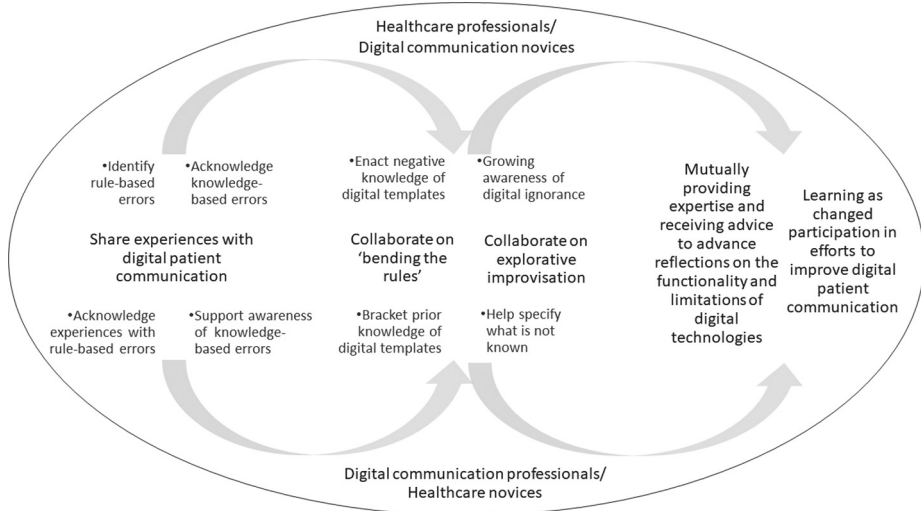 Healthcare professionals/
Digital communication novices
•Identify
rule-based
errors
•Acknowledge
knowledge-
based errors
•Enact negative
knowledge of
digital templates
•Growing
awareness of
digital ignorance
Share experiences with
digital patient
communication
Collaborate on
‘bending the
rules’
Collaborate on
explorative
improvisation
Mutually
providing
expertise and
receiving advice
to advance
reflections on the
functionality and
limitations of
digital
technologies
Learning as
changed
participation in
efforts to
improve digital
patient
communication
•Acknowledge
experiences with
rule-based errors
•Support awareness
of knowledge-
based errors
•Bracket prior
knowledge of
digital templates
•Help specify
what is not
known
Digital communication professionals/
Healthcare novices